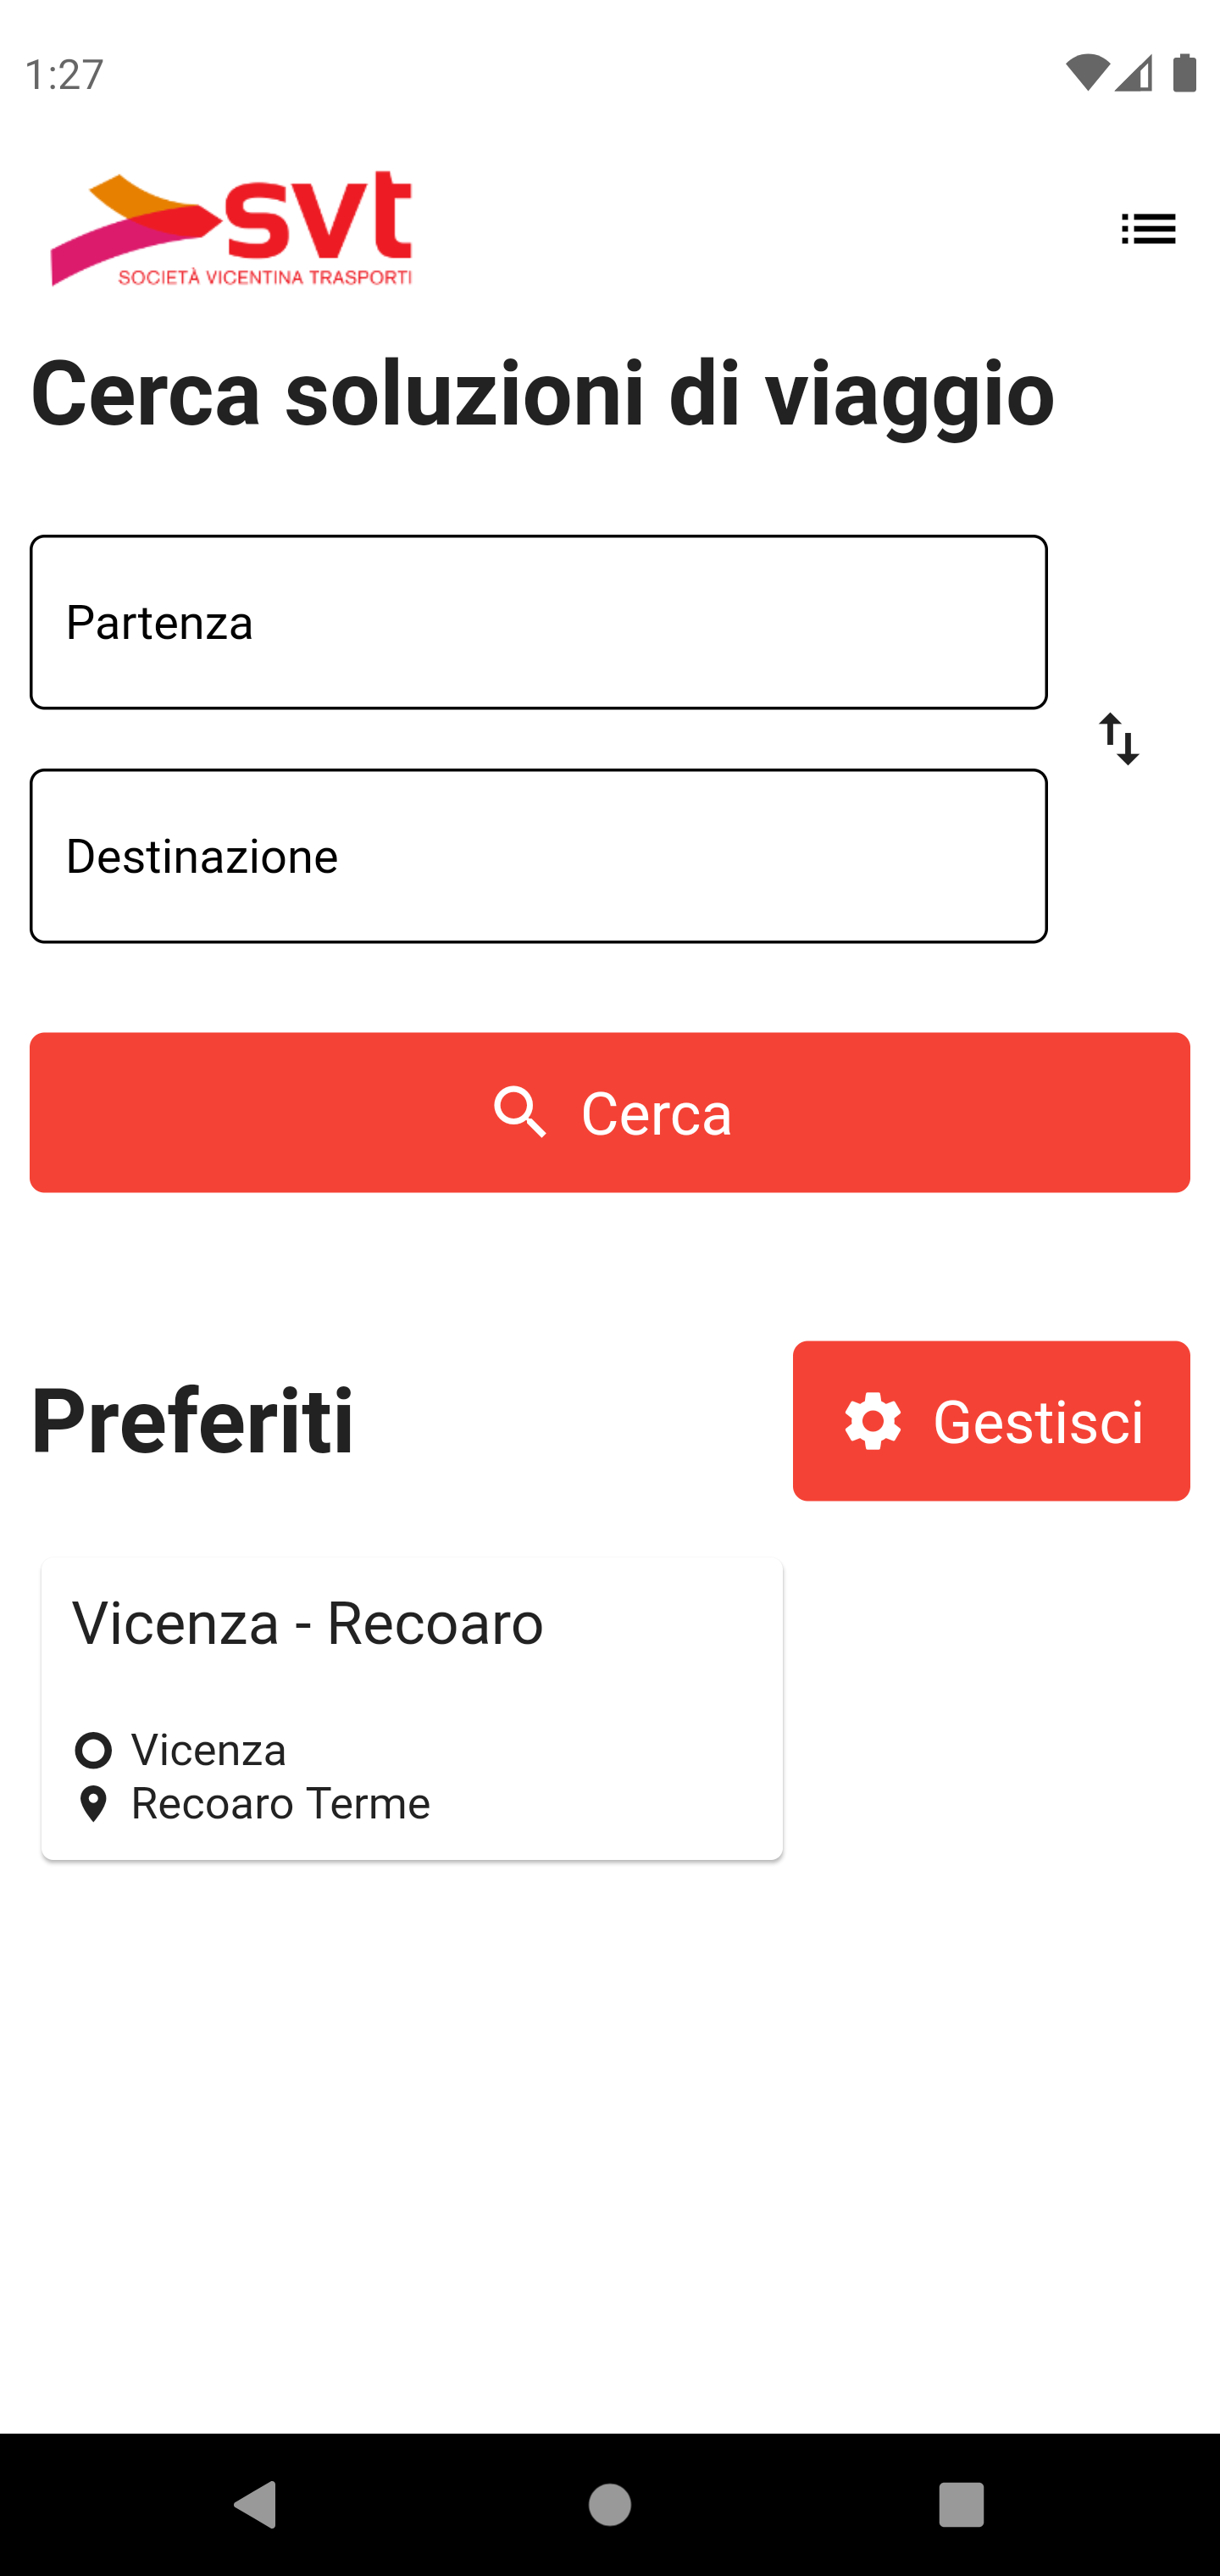 1:27
svt
SOCIETÀ VICENTINA TRASPORTI
Cerca soluzioni di viaggio
Partenza
Destinazione
Cerca
Preferiti
Gestisci
Vicenza - Recoaro
Vicenza
Recoaro Terme